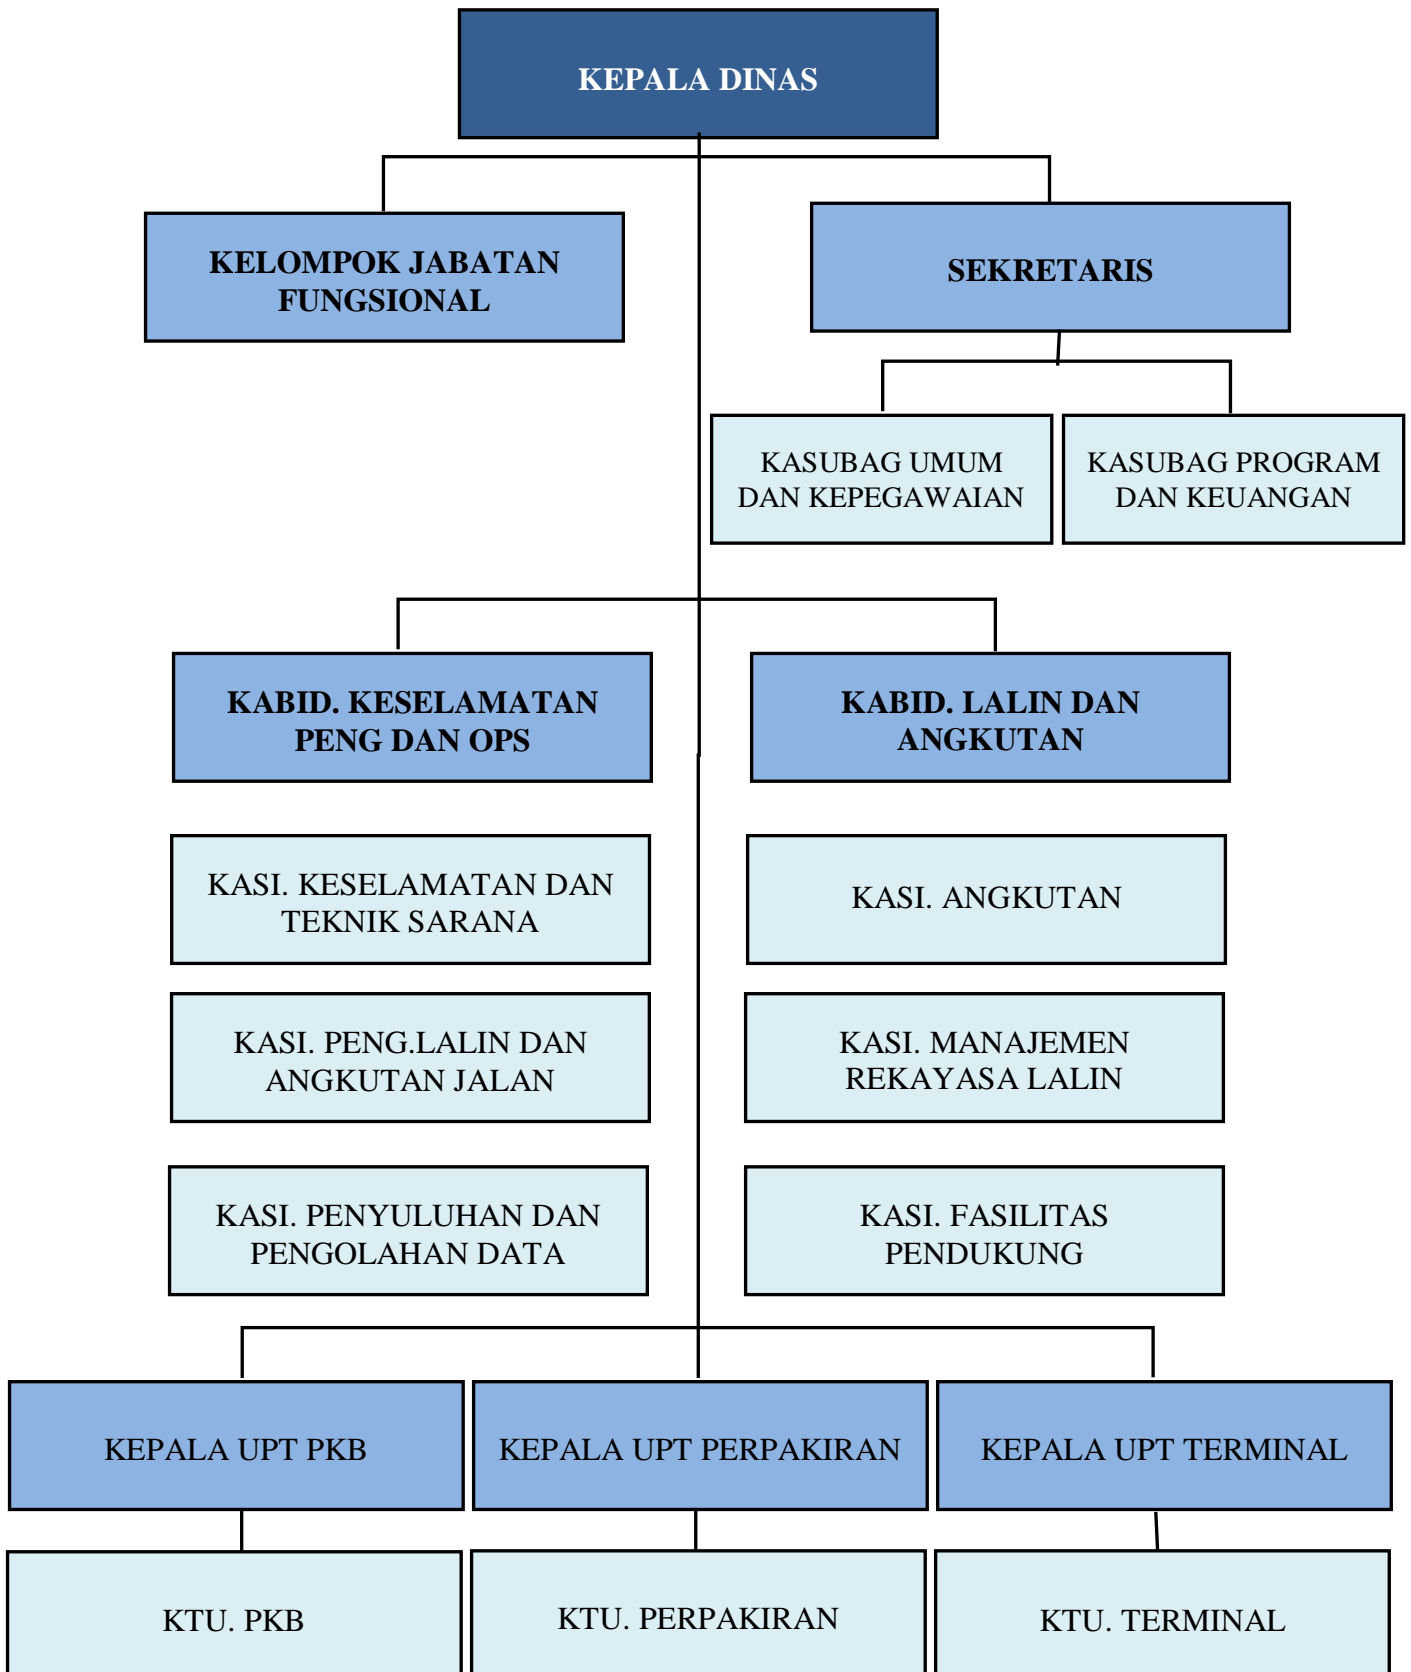 KEPALA DINAS
KELOMPOK JABATAN
FUNGSIONAL
SEKRETARIS
KASUBAG UMUM
DAN KEPEGAWAIAN
KASUBAG PROGRAM
DAN KEUANGAN
KABID. KESELAMATAN
PENG DAN OPS
KABID. LALIN DAN
ANGKUTAN
KASI. KESELAMATAN DAN
TEKNIK SARANA
KASI. ANGKUTAN
KASI. PENG.LALIN DAN
ANGKUTAN JALAN
KASI. MANAJEMEN
REKAYASA LALIN
KASI. PENYULUHAN DAN
PENGOLAHAN DATA
KASI. FASILITAS
PENDUKUNG
KEPALA UPT PKB
KEPALA UPT PERPAKIRAN
KEPALA UPT TERMINAL
KTU. PKB
KTU. PERPAKIRAN
KTU. TERMINAL